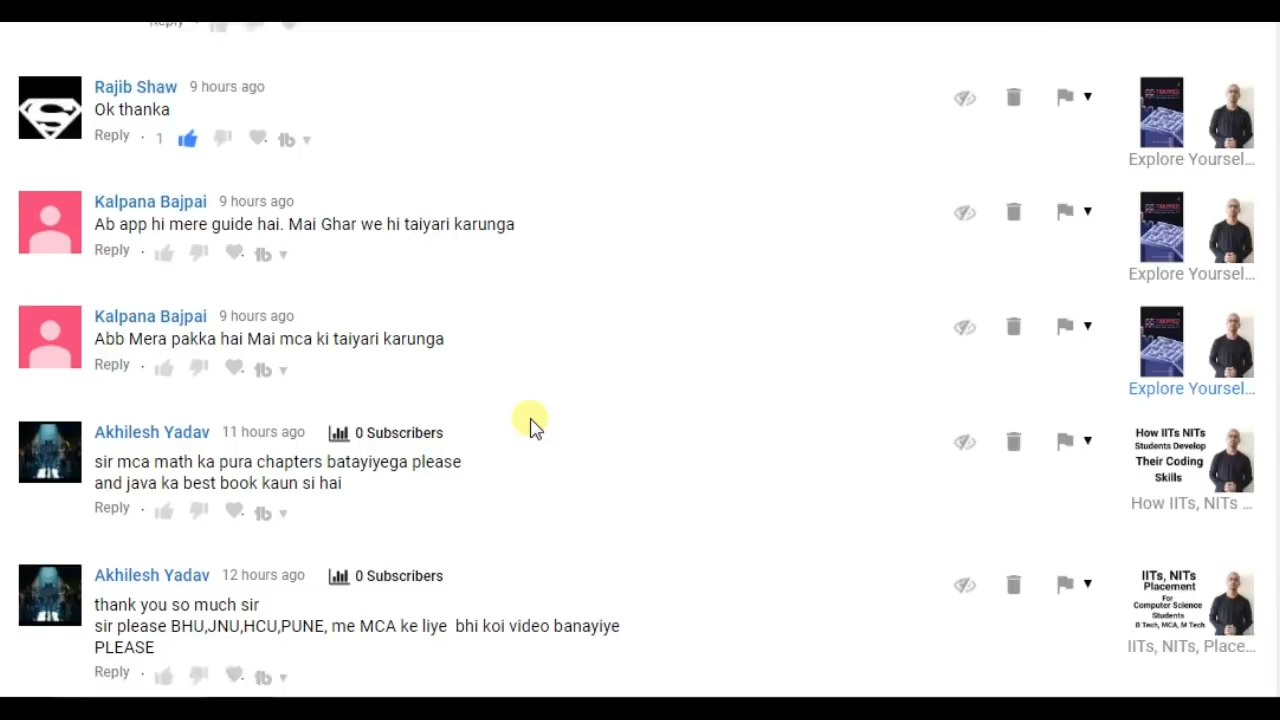 Reply
Rajib Shaw 9 hours ago
Ok thanka
Reply · 1
Explore Yoursel...
Kalpana Bajpai 9 hours ago
Ab app hi mere guide hai. Mai Ghar we hi taiyari karunga
Reply ·
Explore Yoursel...
Kalpana Bajpai 9 hours ago
Abb Mera pakka hai Mai mca ki taiyari karunga
Reply ·
Explore Yoursel...
Akhilesh Yadav 11 hours ago 0 Subscribers
sir mca math ka pura chapters batayiyega please
and java ka best book kaun si hai
Reply ·
How IITs NITs
Students Develop
Their Coding
Skills
How IITs, NITs ...
Akhilesh Yadav 12 hours ago 0 Subscribers
thank you so much sir
sir please BHU,JNU,HCU,PUNE, me MCA ke liye bhi koi video banayiye
PLEASE
Reply ·
IITs, NITs
Placement
For
Computer Science
Students
B Tech, MCA, M Tech
IITs, NITs, Place...